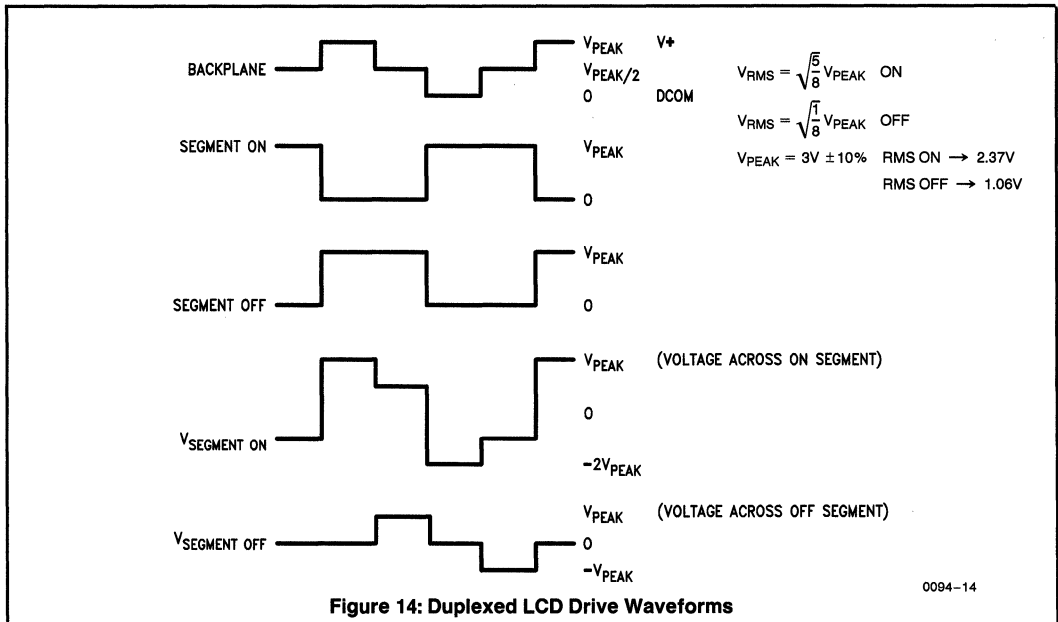 BACKPLANE
VPEAK V+
VPEAK/2
0 DCOM
VRMS = √5/8 VPEAK ON
VRMS = √1/8 VPEAK OFF
VPEAK = 3V ±10% RMS ON → 2.37V
RMS OFF → 1.06V
SEGMENT ON
VPEAK
0
SEGMENT OFF
VPEAK
0
VSEGMENT ON
VPEAK (VOLTAGE ACROSS ON SEGMENT)
0
-2VPEAK
VSEGMENT OFF
VPEAK (VOLTAGE ACROSS OFF SEGMENT)
0
-VPEAK
0094-14
Figure 14: Duplexed LCD Drive Waveforms